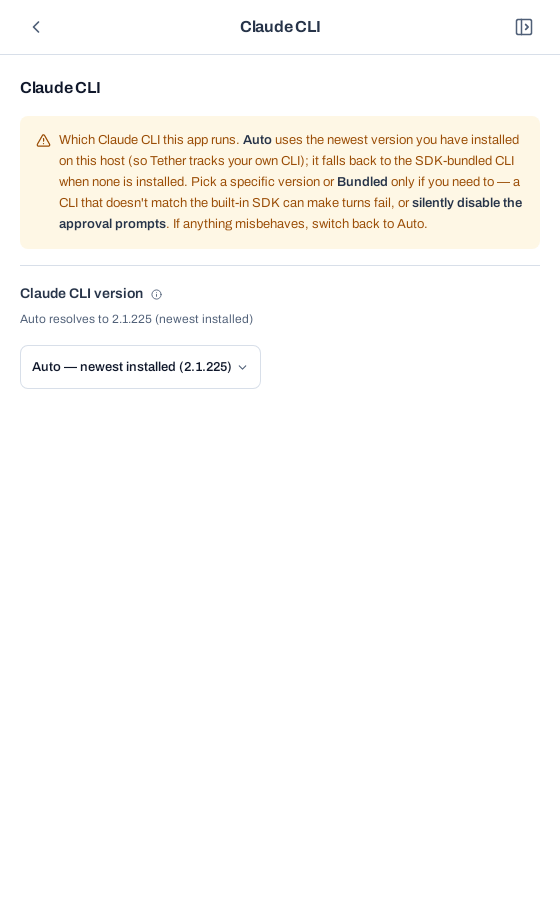 Claude CLI
Claude CLI
Which Claude CLI this app runs. Auto uses the newest version you have installed
on this host (so Tether tracks your own CLI); it falls back to the SDK-bundled CLI
when none is installed. Pick a specific version or Bundled only if you need to — a
CLI that doesn't match the built-in SDK can make turns fail, or silently disable the
approval prompts. If anything misbehaves, switch back to Auto.
Claude CLI version
Auto resolves to 2.1.225 (newest installed)
Auto — newest installed (2.1.225)